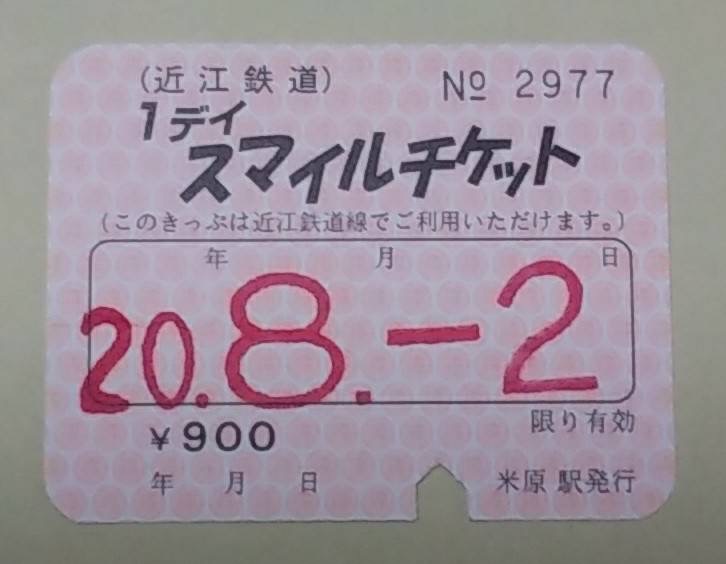 （近江鉄道） № 2977
1デイ
スマイルチケット
（このきっぷは近江鉄道線でご利用いただけます。）
年 月 日
20.8.-2
¥900 限り有効
年 月 日 米原 駅発行